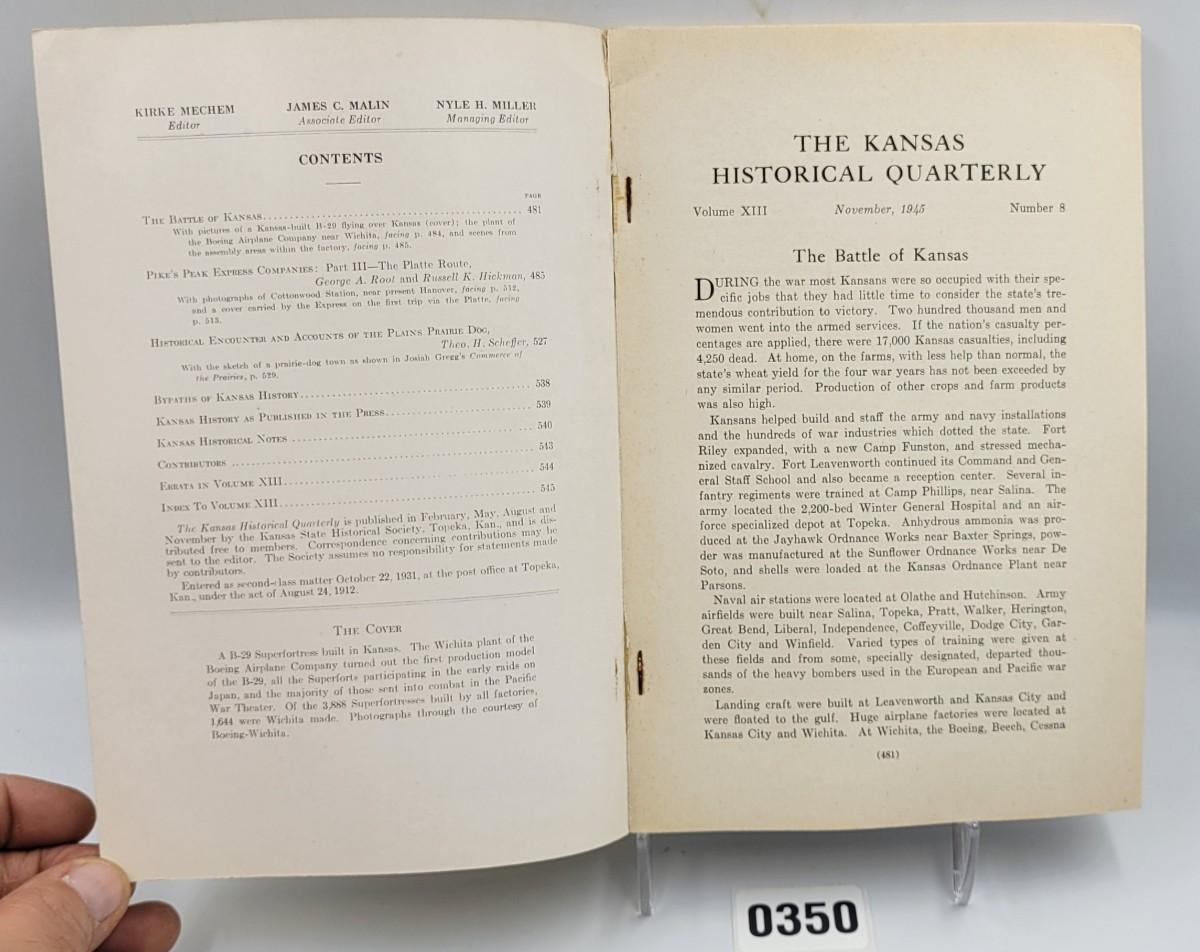 KIRKE MECHEM
Editor
JAMES C. MALIN
Associate Editor
NYLE H. MILLER
Managing Editor
CONTENTS
PAGE
THE BATTLE OF KANSAS 481
With pictures of a Kansas-built B-29 flying over Kansas (cover); the plant of
the Boeing Airplane Company near Wichita, facing p. 484, and scenes from
the assembly areas within the factory, facing p. 485.
PIKE'S PEAK EXPRESS COMPANIES: Part III—The Platte Route,
George A. Root and Russell K. Hickman, 485
With photographs of Cottonwood Station, near present Hanover, facing p. 512,
and a cover carried by the Express on the first trip via the Platte, facing
p. 513.
HISTORICAL ENCOUNTER AND ACCOUNTS OF THE PLAINS PRAIRIE DOG,
Theo. H. Scheffer, 527
With the sketch of a prairie-dog town as shown in Josiah Gregg's Commerce of
the Prairies, p. 529.
BYPATHS OF KANSAS HISTORY 538
KANSAS HISTORY AS PUBLISHED IN THE PRESS 539
KANSAS HISTORICAL NOTES 540
CONTRIBUTORS 543
ERRATA IN VOLUME XIII 544
INDEX TO VOLUME XIII 545
The Kansas Historical Quarterly is published in February, May, August and
November by the Kansas State Historical Society, Topeka, Kan., and is dis-
tributed free to members. Correspondence concerning contributions may be
sent to the editor. The Society assumes no responsibility for statements made
by contributors.
Entered as second-class matter October 22, 1931, at the post office at Topeka,
Kan., under the act of August 24, 1912.
THE COVER
A B-29 Superfortress built in Kansas. The Wichita plant of the
Boeing Airplane Company turned out the first production model
of the B-29, all the Superforts participating in the early raids on
Japan, and the majority of those sent into combat in the Pacific
War Theater. Of the 3,888 Superfortresses built by all factories,
1,644 were Wichita made. Photographs through the courtesy of
Boeing-Wichita.
THE KANSAS
HISTORICAL QUARTERLY
Volume XIII November, 1945 Number 8
The Battle of Kansas
DURING the war most Kansans were so occupied with their spe-
cific jobs that they had little time to consider the state's tre-
mendous contribution to victory. Two hundred thousand men and
women went into the armed services. If the nation's casualty per-
centages are applied, there were 17,000 Kansas casualties, including
4,250 dead. At home, on the farms, with less help than normal, the
state's wheat yield for the four war years has not been exceeded by
any similar period. Production of other crops and farm products
was also high.
Kansans helped build and staff the army and navy installations
and the hundreds of war industries which dotted the state. Fort
Riley expanded, with a new Camp Funston, and stressed mecha-
nized cavalry. Fort Leavenworth continued its Command and Gen-
eral Staff School and also became a reception center. Several in-
fantry regiments were trained at Camp Phillips, near Salina. The
army located the 2,200-bed Winter General Hospital and an air-
force specialized depot at Topeka. Anhydrous ammonia was pro-
duced at the Jayhawk Ordnance Works near Baxter Springs, pow-
der was manufactured at the Sunflower Ordnance Works near De
Soto, and shells were loaded at the Kansas Ordnance Plant near
Parsons.
Naval air stations were located at Olathe and Hutchinson. Army
airfields were built near Salina, Topeka, Pratt, Walker, Herington,
Great Bend, Liberal, Independence, Coffeyville, Dodge City, Gar-
den City and Winfield. Varied types of training were given at
these fields and from some, specially designated, departed thou-
sands of the heavy bombers used in the European and Pacific war
zones.
Landing craft were built at Leavenworth and Kansas City and
were floated to the gulf. Huge airplane factories were located at
Kansas City and Wichita. At Wichita, the Boeing, Beech, Cessna
(481)
0350